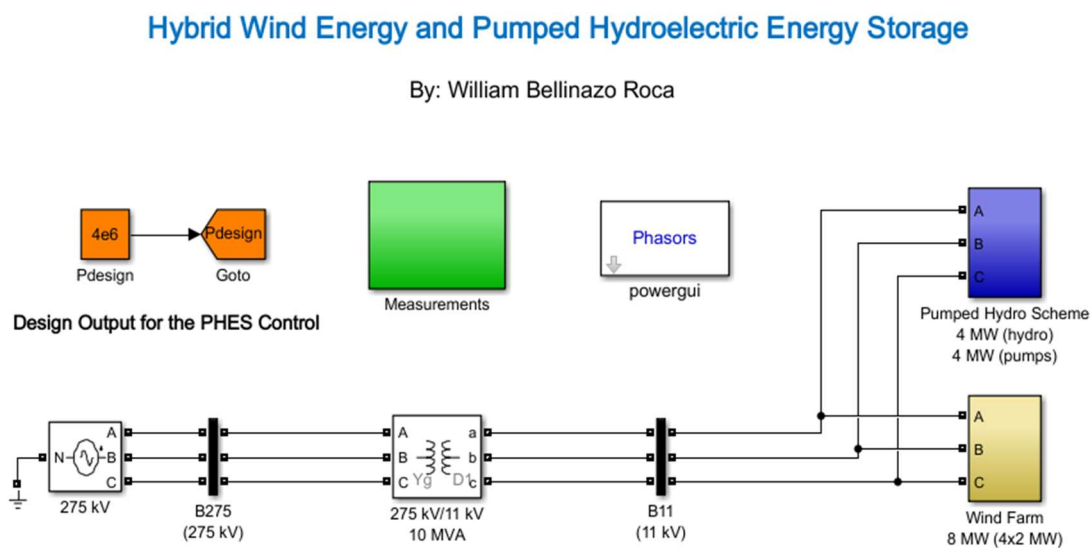 Hybrid Wind Energy and Pumped Hydroelectric Energy Storage
By: William Bellinazo Roca
4e6
Pdesign
Pdesign
Goto
Design Output for the PHES Control
Measurements
Phasors
powergui
A
B
C
Pumped Hydro Scheme
4 MW (hydro)
4 MW (pumps)
N
A
B
C
275 kV
B275
(275 kV)
A
B
C
Yg
D1
a
b
c
275 kV/11 kV
10 MVA
B11
(11 kV)
A
B
C
Wind Farm
8 MW (4x2 MW)